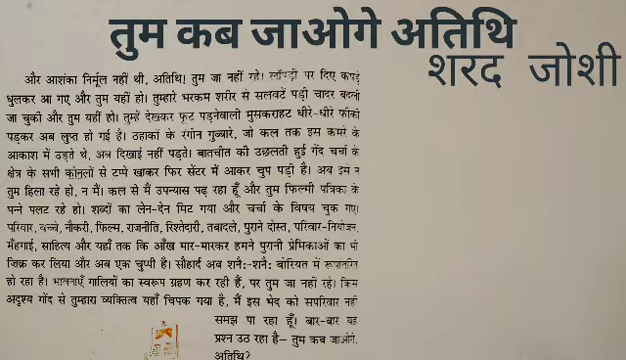 तुम कब जाओगे अतिथि
शरद जोशी
और आशंका निर्मूल नहीं थी, अतिथि! तुम जा नहीं रहे। लॉण्ड्री पर दिए कपड़े
धुलकर आ गए और तुम यहीं हो। तुम्हारे भरकम शरीर से सलवटें पड़ी चादर बदली
जा चुकी और तुम यहीं हो। तुम्हें देखकर फूट पड़नेवाली मुसकराहट धीरे-धीरे फीकी
पड़कर अब लुप्त हो गई है। ठहाकों के रंगीन गुब्बारे, जो कल तक इस कमरे के
आकाश में उड़ते थे, अब दिखाई नहीं पड़ते। बातचीत की उछलती हुई गेंद चर्चा के
क्षेत्र के सभी कोनलों से टप्पे खाकर फिर सेंटर में आकर चुप पड़ी है। अब इसे न
तुम हिला रहे हो, न मैं। कल से मैं उपन्यास पढ़ रहा हूँ और तुम फिल्मी पत्रिका के
पन्ने पलट रहे हो। शब्दों का लेन-देन मिट गया और चर्चा के विषय चुक गए।
परिवार, बच्चे, नौकरी, फिल्म, राजनीति, रिश्तेदारी, तबादले, पुराने दोस्त, परिवार-नियोजन,
मँहगाई, साहित्य और यहाँ तक कि आँख मार-मारकर हमने पुरानी प्रेमिकाओं का भी
जिक्र कर लिया और अब एक चुप्पी है। सौहार्द अब शनैः-शनैः बोरियत में रूपांतरित
हो रहा है। भावनाएँ गालियों का स्वरूप ग्रहण कर रही हैं, पर तुम जा नहीं रहे। किस
अदृश्य गोंद से तुम्हारा व्यक्तित्व यहाँ चिपक गया है, मैं इस भेद को सपरिवार नहीं
समझ पा रहा हूँ। बार-बार यह
प्रश्न उठ रहा है– तुम कब जाओगे,
अतिथि?